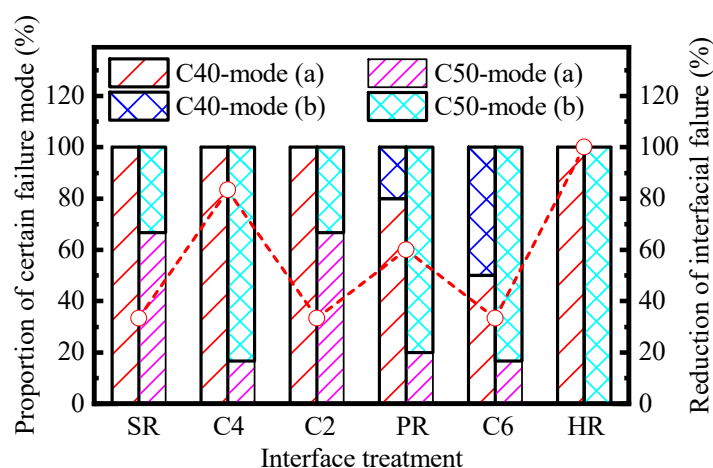 Proportion of certain failure mode (%)
C40-mode (a)
C50-mode (a)
C40-mode (b)
C50-mode (b)
120
100
80
60
40
20
0
120
100
80
60
40
20
0
SR
C4
C2
PR
C6
HR
Interface treatment
Reduction of interfacial falure (%)